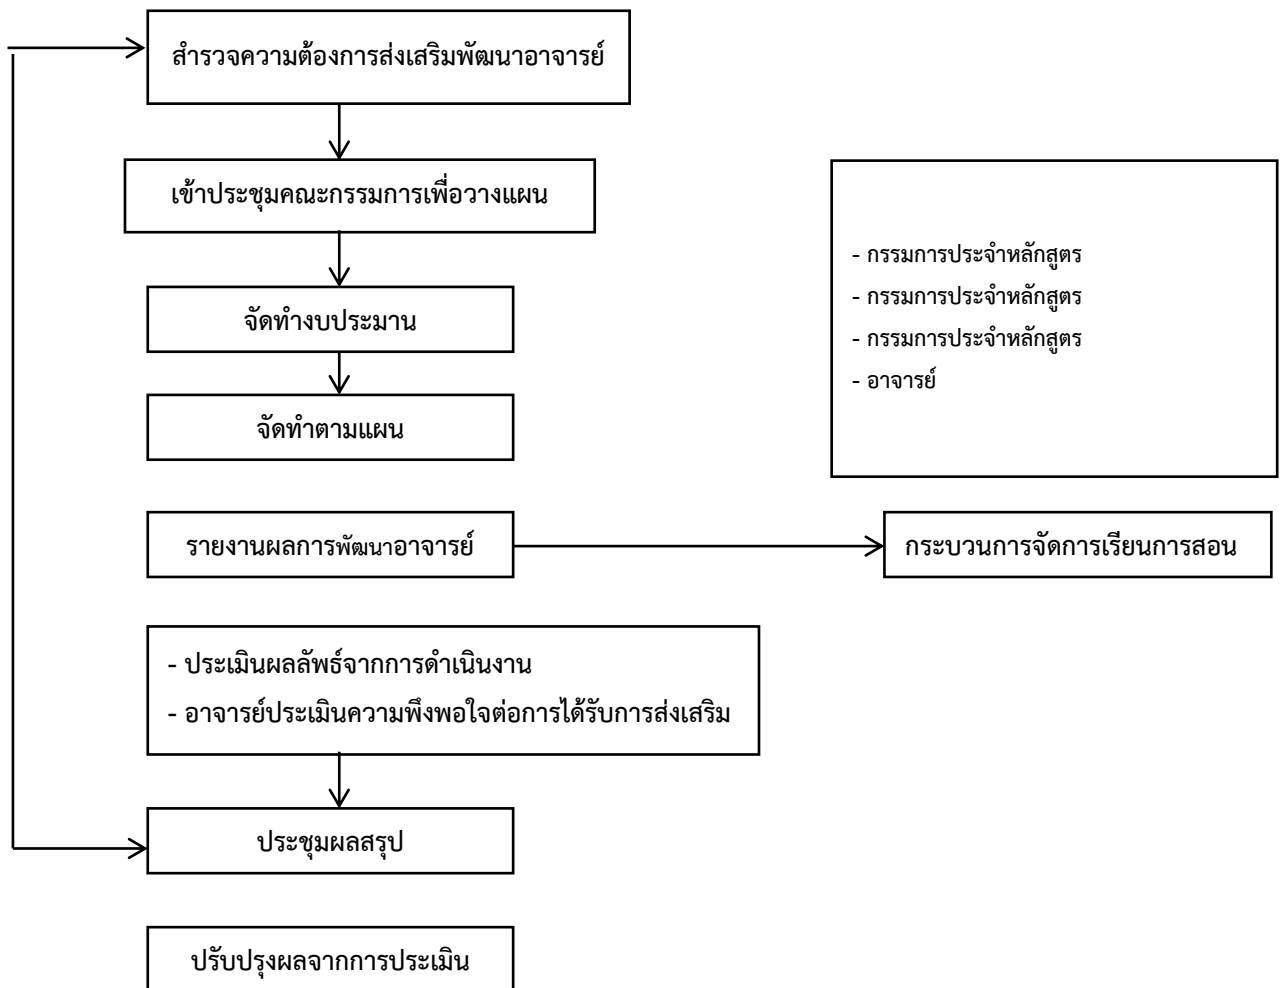 สำรวจความต้องการส่งเสริมพัฒนาอาจารย์
เข้าประชุมคณะกรรมการเพื่อวางแผน
จัดทำงบประมาน
จัดทำตามแผน
- กรรมการประจำหลักสูตร
- กรรมการประจำหลักสูตร
- กรรมการประจำหลักสูตร
- อาจารย์
รายงานผลการพัฒนาอาจารย์
กระบวนการจัดการเรียนการสอน
- ประเมินผลลัพธ์จากการดำเนินงาน
- อาจารย์ประเมินความพึงพอใจต่อการได้รับการส่งเสริม
ประชุมผลสรุป
ปรับปรุงผลจากการประเมิน